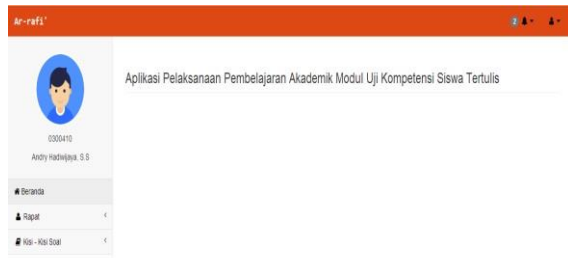 Ar-rafi'
2
0300410
Andry Hadiwijaya, S.S
Beranda
Rapat
Kisi - Kisi Soal
Aplikasi Pelaksanaan Pembelajaran Akademik Modul Uji Kompetensi Siswa Tertulis